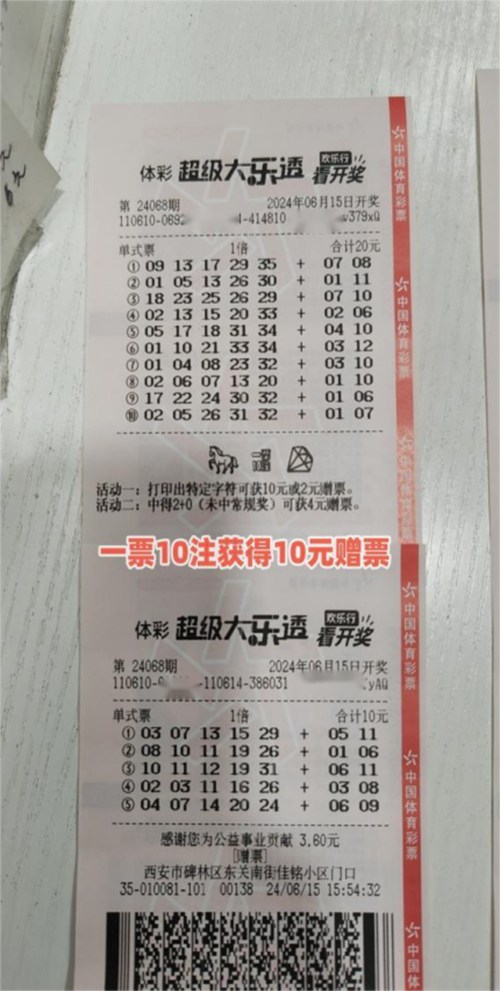 体彩 超级大乐透 欢乐行 看开奖
第 24068期 2024年06月15日开奖
110610-0692 4-414810 v379xQ
单式票 1倍 合计20元
① 09 13 17 29 35 + 07 08
② 01 05 13 26 30 + 01 11
③ 18 23 25 26 29 + 07 10
④ 02 13 15 20 33 + 02 06
⑤ 05 17 18 31 34 + 04 10
⑥ 01 10 21 33 34 + 03 12
⑦ 01 04 08 23 32 + 03 10
⑧ 02 06 07 13 20 + 01 10
⑨ 17 22 24 30 32 + 01 06
⑩ 02 05 26 31 32 + 01 07
活动一：打印出特定字符可获10元或2元赠票。
活动二：中得2+0（未中常规奖）可获4元赠票。
中国体育彩票
中国体育彩票
一票10注获得10元赠票
体彩 超级大乐透 欢乐行 看开奖
第 24068期 2024年06月15日开奖
110610- -110614-386031 yAQ
单式票 1倍 合计10元
① 03 07 13 15 29 + 05 11
② 08 10 11 19 26 + 01 06
③ 10 11 12 19 31 + 06 11
④ 02 03 11 16 26 + 03 08
⑤ 04 07 14 20 24 + 06 09
感谢您为公益事业贡献 3.60元
[赠票]
西安市碑林区东关南街佳铭小区门口
35-010081-101 00138 24/06/15 15:54:32
中国体育彩票
中国体育彩票
中国体